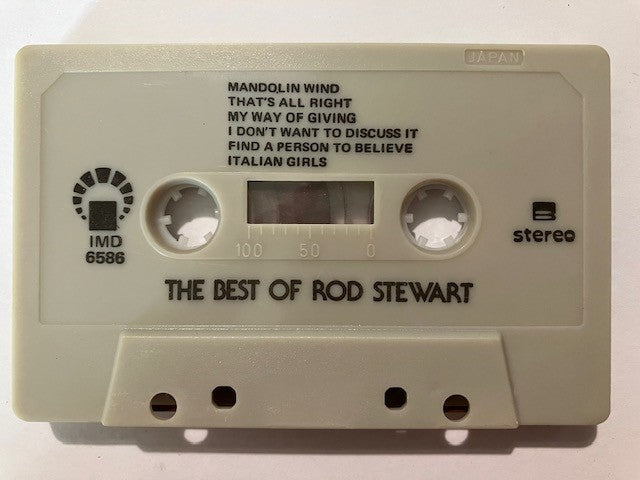 JAPAN
MANDOLIN WIND
THAT'S ALL RIGHT
MY WAY OF GIVING
I DON'T WANT TO DISCUSS IT
FIND A PERSON TO BELIEVE
ITALIAN GIRLS
IMD
6586
B
stereo
100 50 0
THE BEST OF ROD STEWART